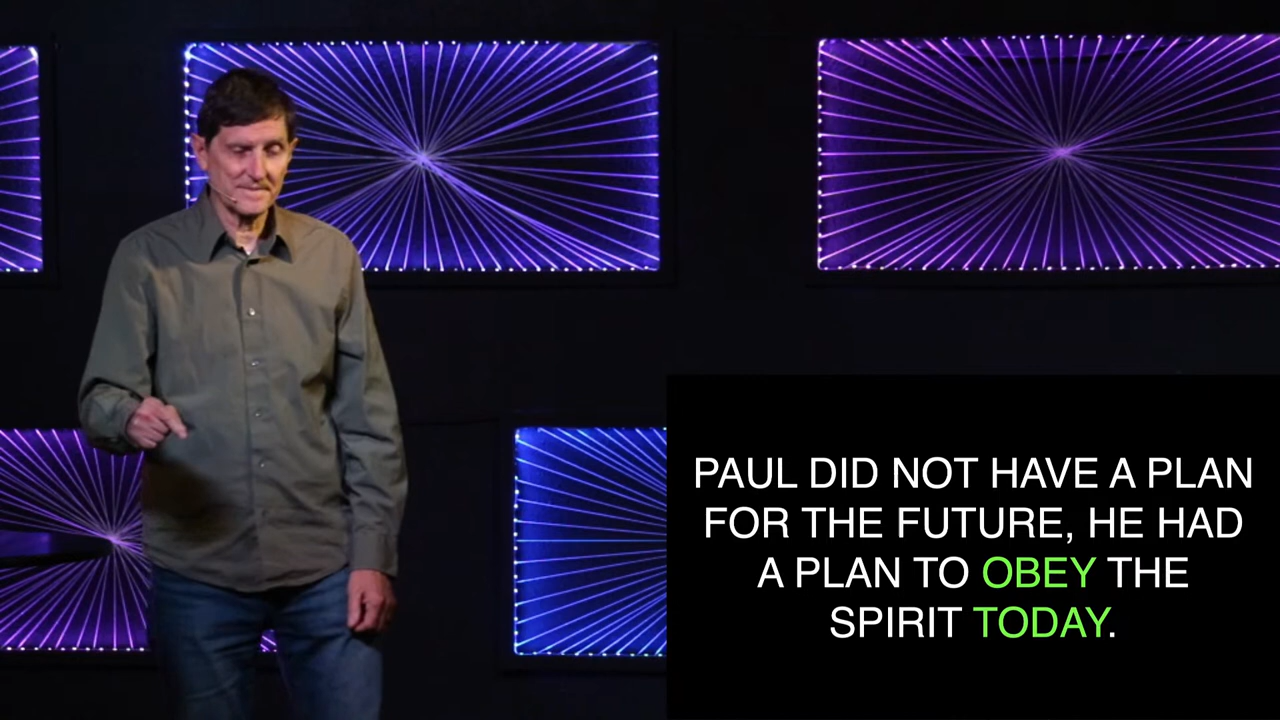 PAUL DID NOT HAVE A PLAN
FOR THE FUTURE, HE HAD
A PLAN TO OBEY THE
SPIRIT TODAY.